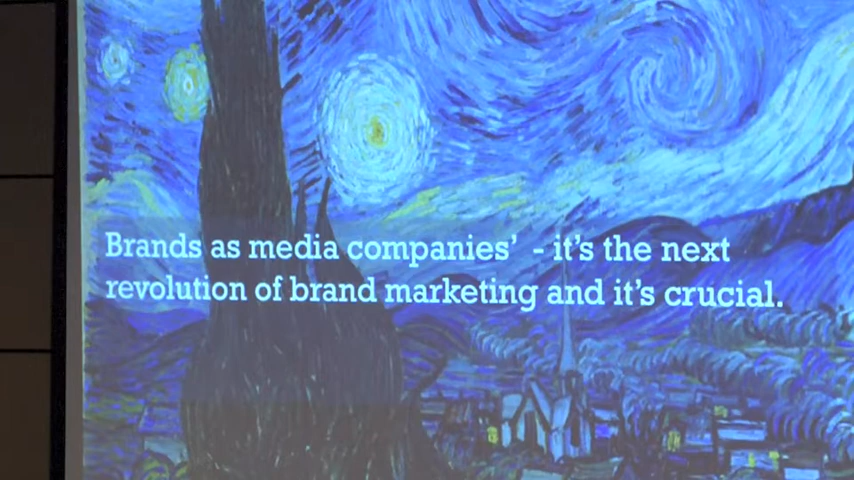 Brands as media companies’ - it’s the next
revolution of brand marketing and it’s crucial.